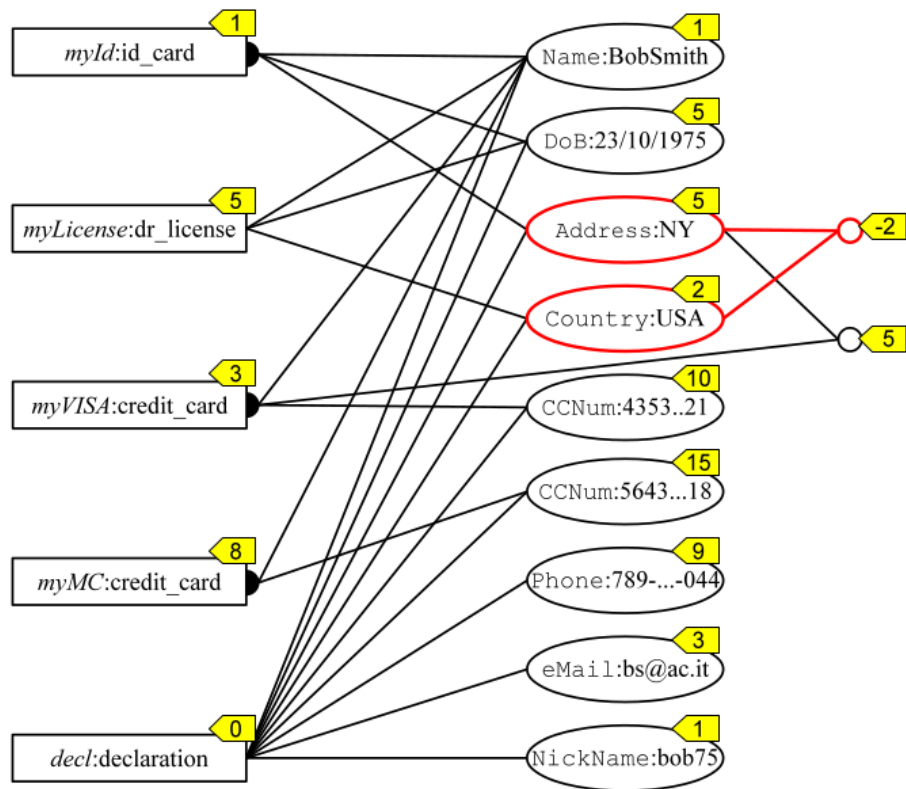 1
myId:id_card
1
Name:BobSmith
5
DoB:23/10/1975
5
myLicense:dr_license
5
Address:NY
-2
2
Country:USA
5
3
myVISA:credit_card
10
CCNum:4353..21
15
CCNum:5643...18
8
myMC:credit_card
9
Phone:789-...-044
3
eMail:bs@ac.it
0
decl:declaration
1
NickName:bob75